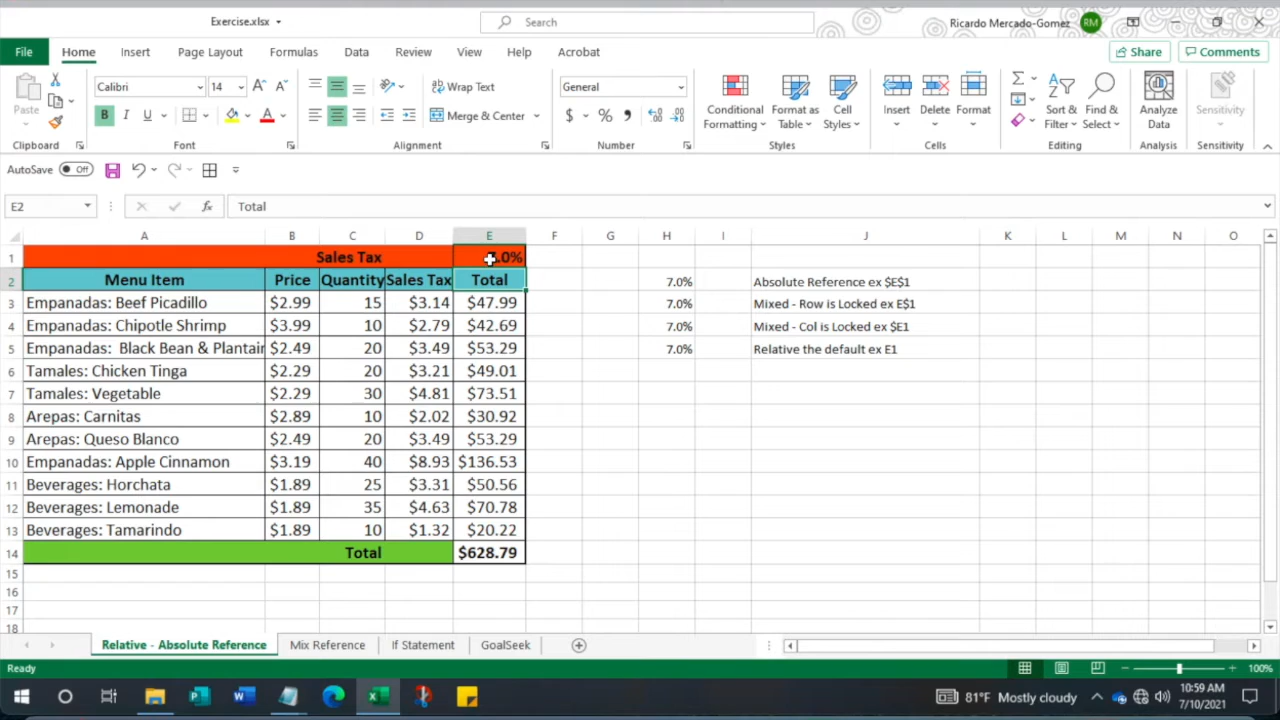 Exercise.xlsx
Search
Ricardo Mercado-Gomez RM
File Home Insert Page Layout Formulas Data Review View Help Acrobat Share Comments
Paste Calibri 14 A A Wrap Text General Conditional Formatting Format as Table Cell Styles Insert Delete Format Sort & Filter Find & Select Analyze Data Sensitivity
B I U A Merge & Center $ % ,
Clipboard Font Alignment Number Styles Cells Editing Analysis Sensitivity
AutoSave Off
E2 fx Total
A B C D E F G H I J K L M N O
1 Sales Tax .0%
2 Menu Item Price Quantity Sales Tax Total 7.0% Absolute Reference ex $E$1
3 Empanadas: Beef Picadillo $2.99 15 $3.14 $47.99 7.0% Mixed - Row is Locked ex E$1
4 Empanadas: Chipotle Shrimp $3.99 10 $2.79 $42.69 7.0% Mixed - Col is Locked ex $E1
5 Empanadas: Black Bean & Plantain $2.49 20 $3.49 $53.29 7.0% Relative the default ex E1
6 Tamales: Chicken Tinga $2.29 20 $3.21 $49.01
7 Tamales: Vegetable $2.29 30 $4.81 $73.51
8 Arepas: Carnitas $2.89 10 $2.02 $30.92
9 Arepas: Queso Blanco $2.49 20 $3.49 $53.29
10 Empanadas: Apple Cinnamon $3.19 40 $8.93 $136.53
11 Beverages: Horchata $1.89 25 $3.31 $50.56
12 Beverages: Lemonade $1.89 35 $4.63 $70.78
13 Beverages: Tamarindo $1.89 10 $1.32 $20.22
14 Total $628.79
15
16
17
18
Relative - Absolute Reference Mix Reference If Statement GoalSeek
Ready 100%
81°F Mostly cloudy 10:59 AM
7/10/2021